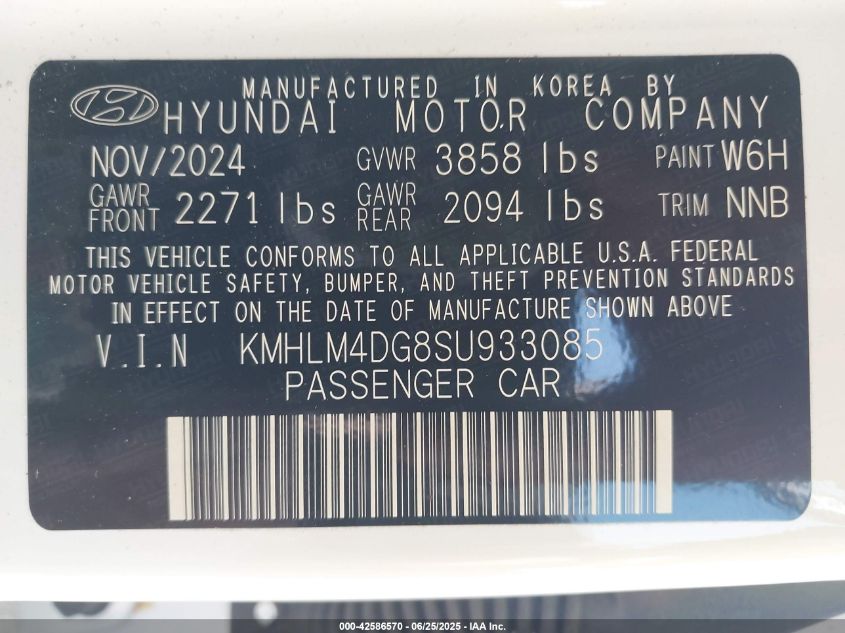 MANUFACTURED IN KOREA BY
HYUNDAI MOTOR COMPANY
NOV/2024 GVWR 3858 lbs PAINT W6H
GAWR FRONT 2271 lbs GAWR REAR 2094 lbs TRIM NNB
THIS VEHICLE CONFORMS TO ALL APPLICABLE U.S.A. FEDERAL
MOTOR VEHICLE SAFETY, BUMPER, AND THEFT PREVENTION STANDARDS
IN EFFECT ON THE DATE OF MANUFACTURE SHOWN ABOVE
V.I.N KMHLM4DG8SU933085
PASSENGER CAR
000-42586570 - 06/25/2025 - IAA Inc.